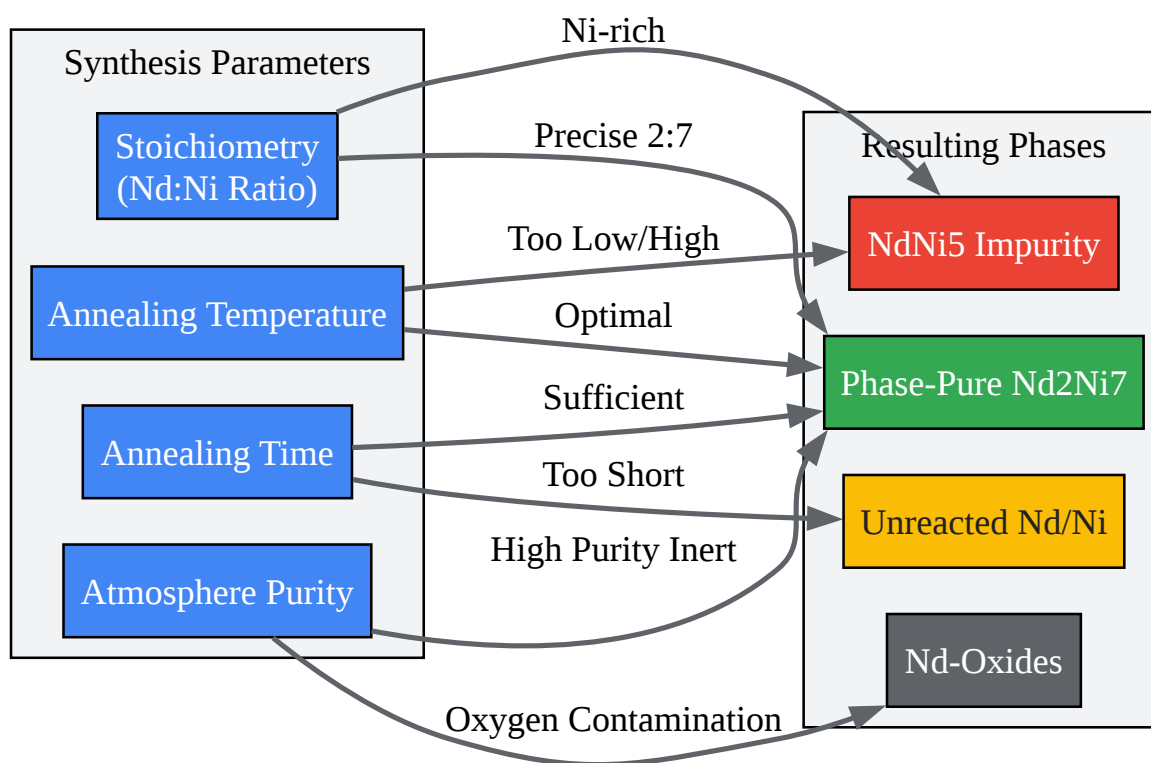 Synthesis Parameters
Stoichiometry
(Nd:Ni Ratio)
Annealing Temperature
Annealing Time
Atmosphere Purity
Ni-rich
Precise 2:7
Too Low/High
Optimal
Sufficient
Too Short
High Purity Inert
Oxygen Contamination
Resulting Phases
NdNi5 Impurity
Phase-Pure Nd2Ni7
Unreacted Nd/Ni
Nd-Oxides